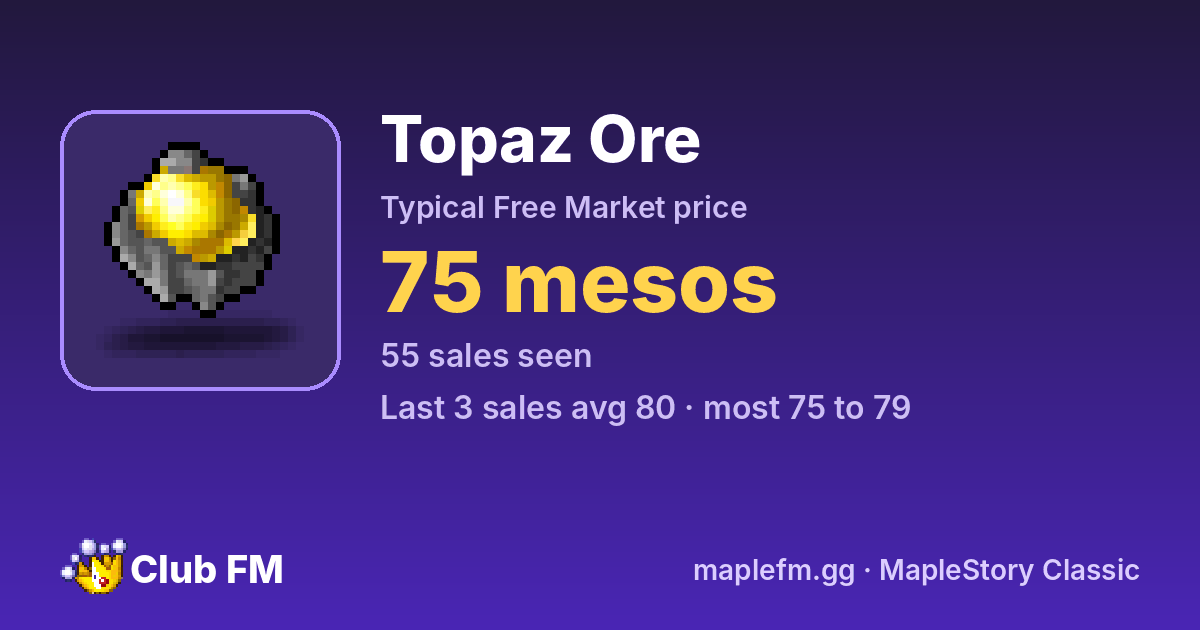 Topaz Ore
Typical Free Market price
75 mesos
55 sales seen
Last 3 sales avg 80 · most 75 to 79
Club FM
maplefm.gg · MapleStory Classic